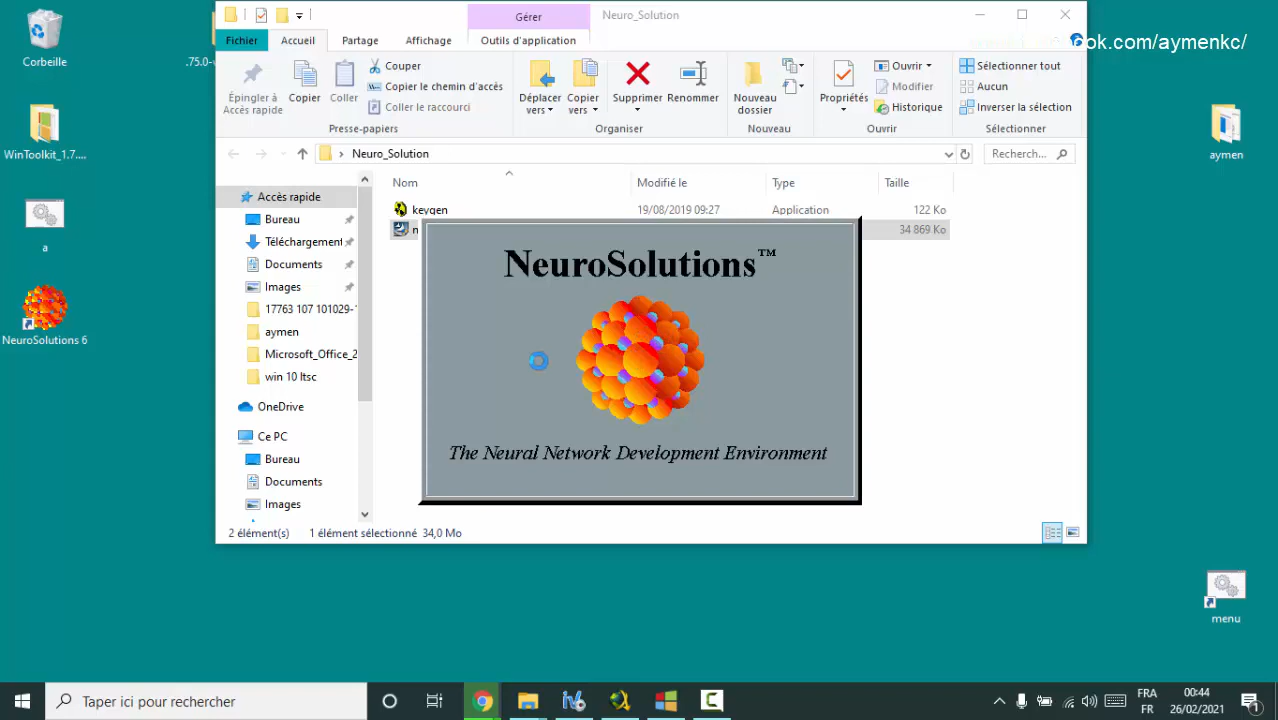 Gérer
Neuro_Solution
ok.com/aymenkc/
Fichier
Accueil
Partage
Affichage
Outils d'application
Épingler à
Accès rapide
Copier
Coller
Couper
Copier le chemin d'accès
Coller le raccourci
Presse-papiers
Déplacer
vers
Copier
vers
Supprimer
Renommer
Organiser
Nouveau
dossier
Nouveau
Propriétés
Ouvrir
Modifier
Historique
Ouvrir
Sélectionner tout
Aucun
Inverser la sélection
Sélectionner
Neuro_Solution
Recherch...
Nom
Modifié le
Type
Taille
keygen
19/08/2019 09:27
Application
122 Ko
n
34 869 Ko
Accès rapide
Bureau
Téléchargement
Documents
Images
17763 107 101029-1
aymen
Microsoft_Office_2
win 10 ltsc
OneDrive
Ce PC
Bureau
Documents
Images
2 élément(s)
1 élément sélectionné 34,0 Mo
NeuroSolutions™
The Neural Network Development Environment
Corbeille
.75.0-v
WinToolkit_1.7....
a
NeuroSolutions 6
aymen
menu
Taper ici pour rechercher
FRA
FR
00:44
26/02/2021
1